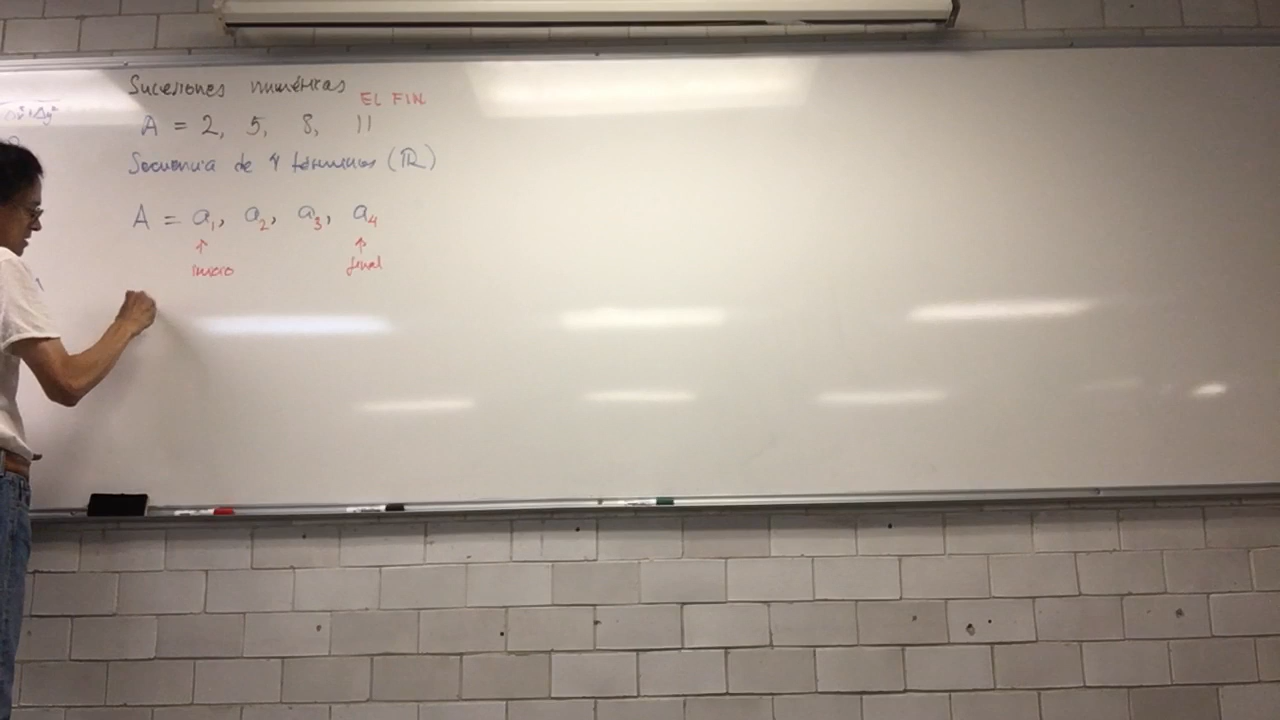 Sucesiones numéricas
EL FIN
A = 2, 5, 8, 11
Secuencia de 4 términos (ℝ)
A = a₁, a₂, a₃, a₄
↑ ↑
inicio final